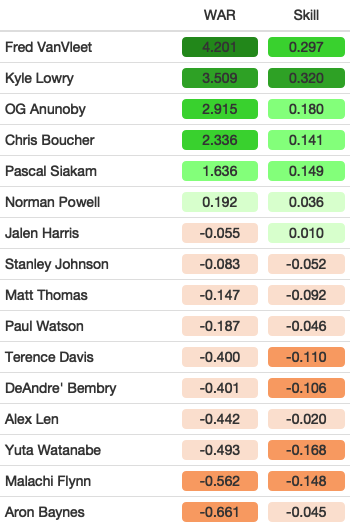 WAR Skill
Fred VanVleet 4.201 0.297
Kyle Lowry 3.509 0.320
OG Anunoby 2.915 0.180
Chris Boucher 2.336 0.141
Pascal Siakam 1.636 0.149
Norman Powell 0.192 0.036
Jalen Harris -0.055 0.010
Stanley Johnson -0.083 -0.052
Matt Thomas -0.147 -0.092
Paul Watson -0.187 -0.046
Terence Davis -0.400 -0.110
DeAndre' Bembry -0.401 -0.106
Alex Len -0.442 -0.020
Yuta Watanabe -0.493 -0.168
Malachi Flynn -0.562 -0.148
Aron Baynes -0.661 -0.045